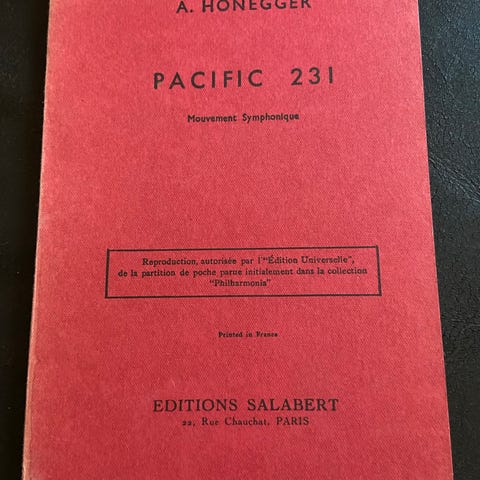 A. HONEGGER
PACIFIC 231
Mouvement Symphonique
Reproduction, autorisée par l'"Édition Universelle",
de la partition de poche parue initialement dans la collection
"Philharmonia"
Printed in France
EDITIONS SALABERT
22, Rue Chauchat, PARIS